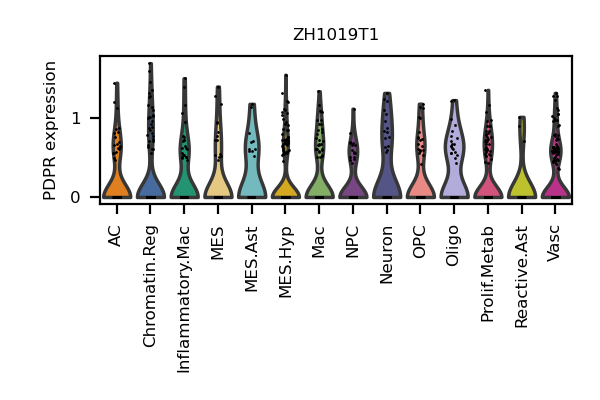 ZH1019T1
PDPR expression
1
0
AC
Chromatin.Reg
Inflammatory.Mac
MES
MES.Ast
MES.Hyp
Mac
NPC
Neuron
OPC
Oligo
Prolif.Metab
Reactive.Ast
Vasc